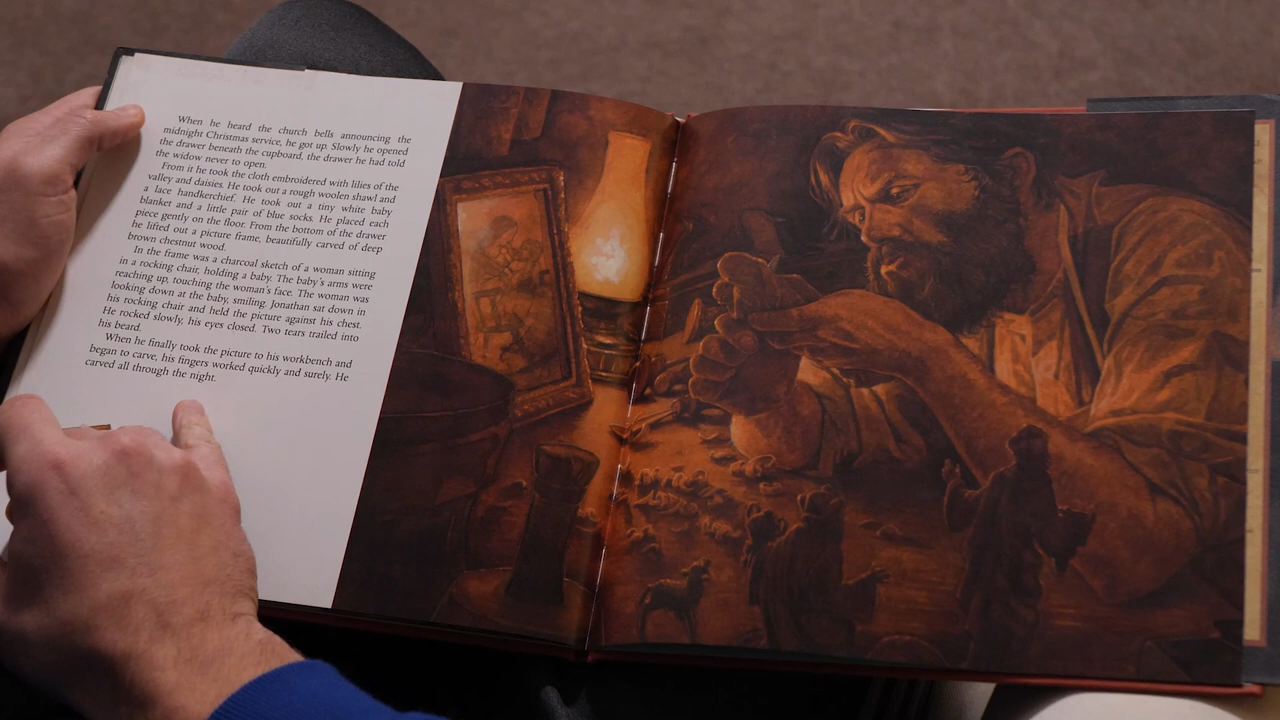 When he heard the church bells announcing the
midnight Christmas service, he got up. Slowly he opened
the drawer beneath the cupboard, the drawer he had told
the widow never to open.
From it he took the cloth embroidered with lilies of the
valley and daisies. He took out a rough woolen shawl and
a lace handkerchief. He took out a tiny white baby
blanket and a little pair of blue socks. He placed each
piece gently on the floor. From the bottom of the drawer
he lifted out a picture frame, beautifully carved of deep
brown chestnut wood.
In the frame was a charcoal sketch of a woman sitting
in a rocking chair, holding a baby. The baby's arms were
reaching up, touching the woman's face. The woman was
looking down at the baby, smiling. Jonathan sat down in
his rocking chair and held the picture against his chest.
He rocked slowly, his eyes closed. Two tears trailed into
his beard.
When he finally took the picture to his workbench and
began to carve, his fingers worked quickly and surely. He
carved all through the night.